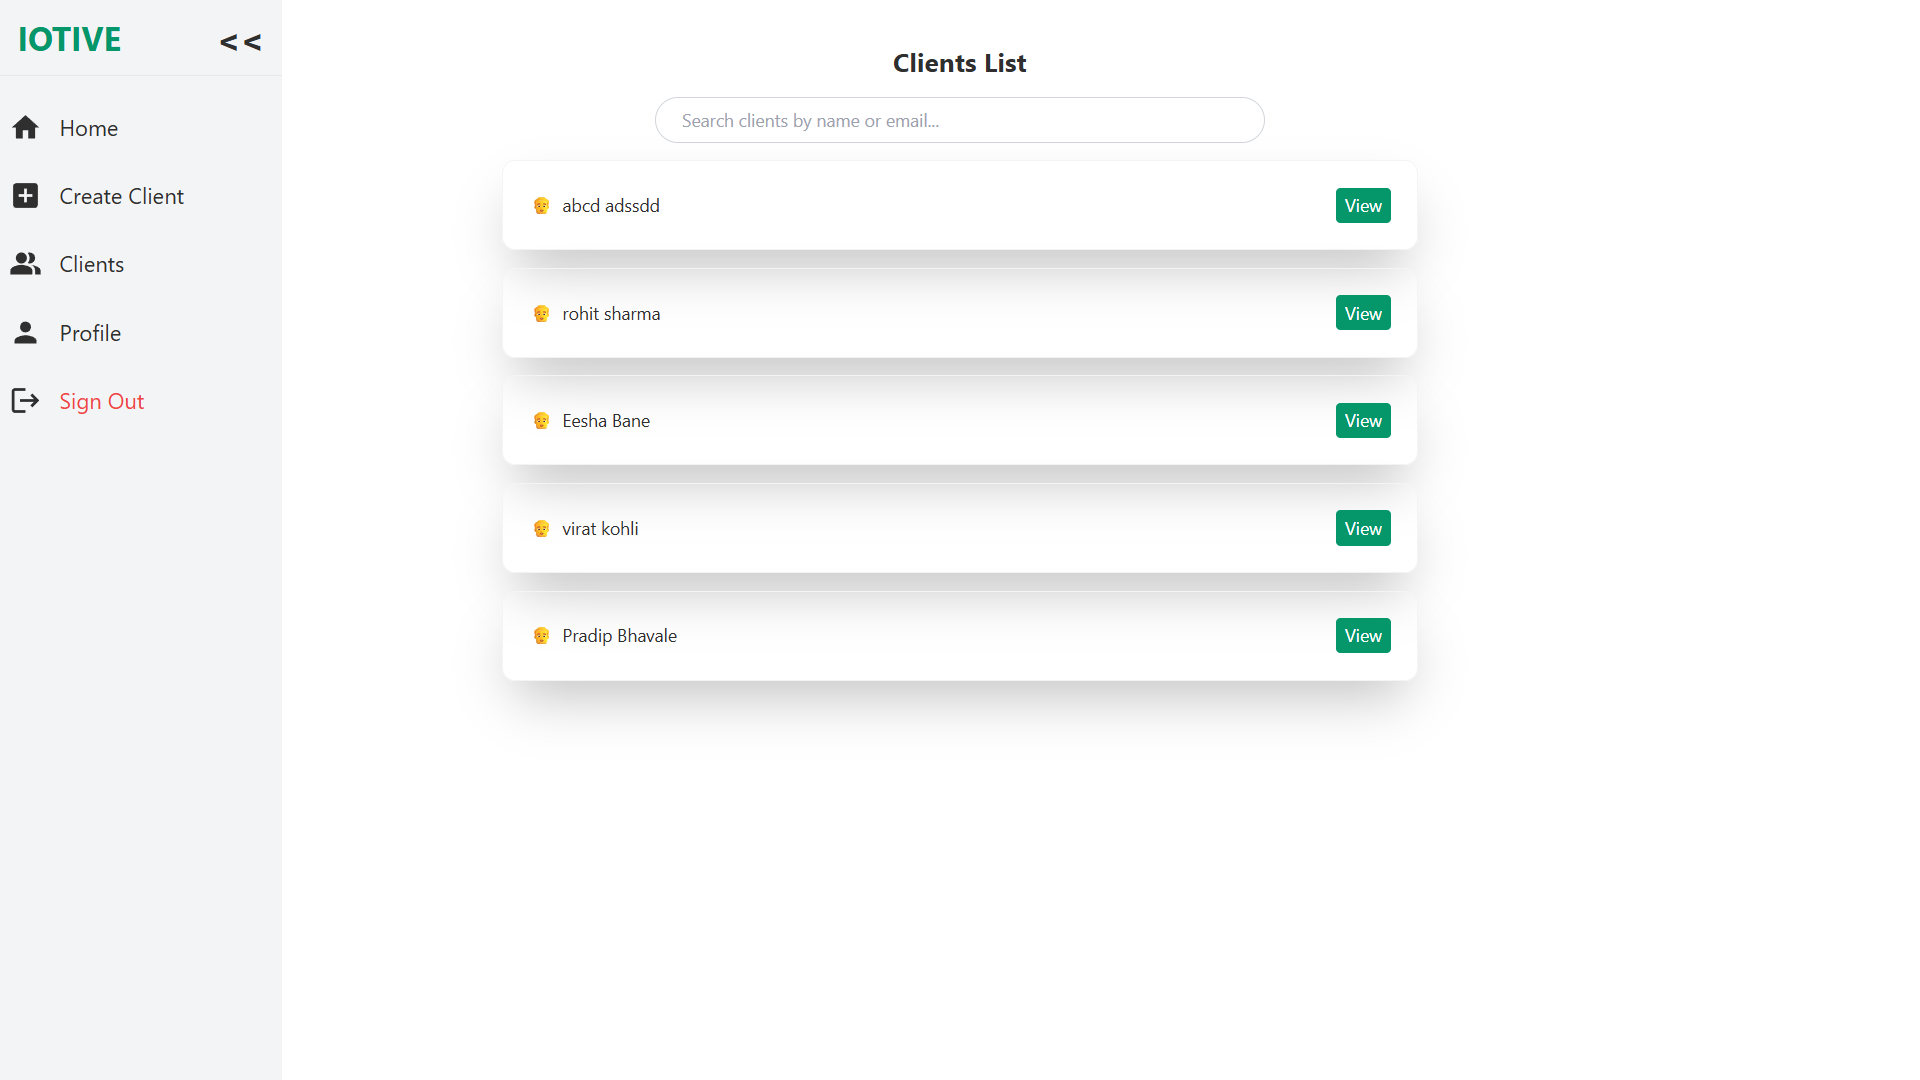 IOTIVE <<
Home
Create Client
Clients
Profile
Sign Out
Clients List
Search clients by name or email...
abcd adssdd View
rohit sharma View
Eesha Bane View
virat kohli View
Pradip Bhavale View